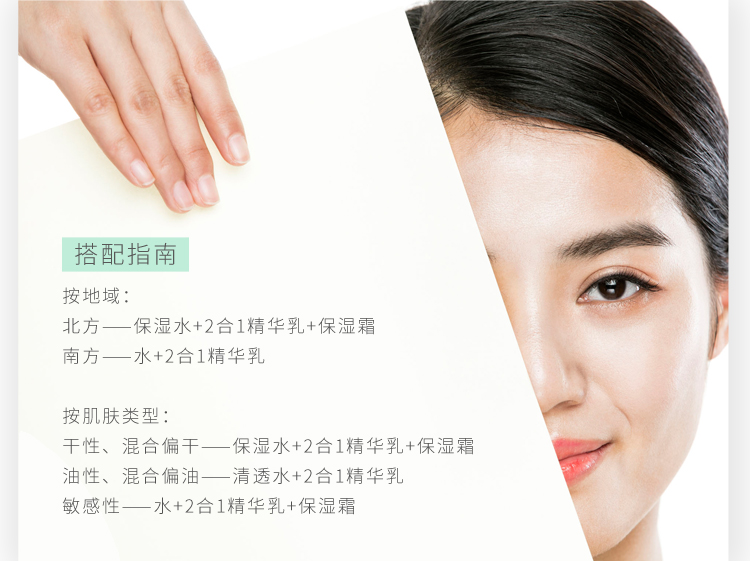 搭配指南
按地域：
北方——保湿水+2合1精华乳+保湿霜
南方——水+2合1精华乳
按肌肤类型：
干性、混合偏干——保湿水+2合1精华乳+保湿霜
油性、混合偏油——清透水+2合1精华乳
敏感性——水+2合1精华乳+保湿霜